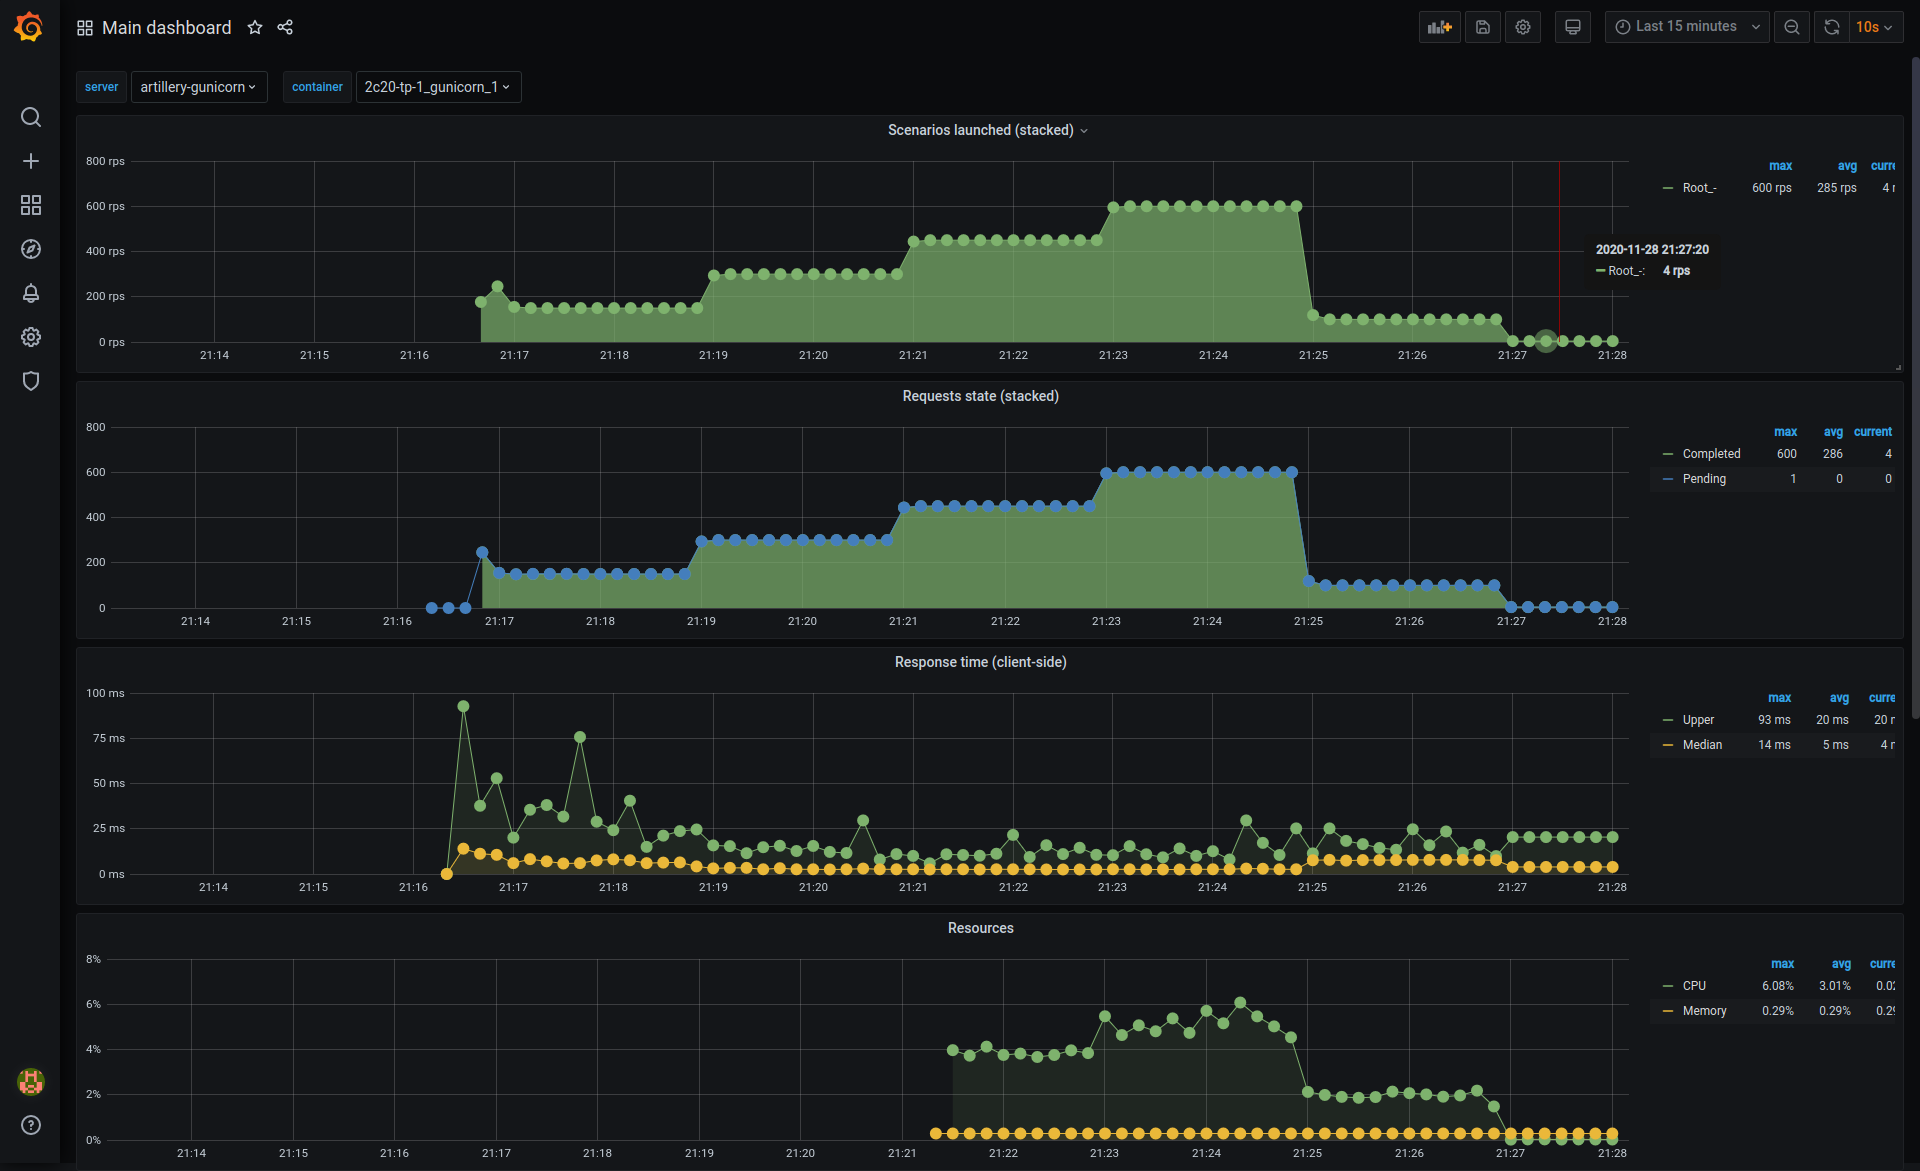 Main dashboard
Last 15 minutes
10s
server artillery-gunicorn container 2c20-tp-1_gunicorn_1
Scenarios launched (stacked)
800 rps
600 rps
400 rps
200 rps
0 rps
21:14 21:15 21:16 21:17 21:18 21:19 21:20 21:21 21:22 21:23 21:24 21:25 21:26 21:27 21:28
max avg curre
Root_- 600 rps 285 rps 4 r
2020-11-28 21:27:20
Root_-: 4 rps
Requests state (stacked)
800
600
400
200
0
21:14 21:15 21:16 21:17 21:18 21:19 21:20 21:21 21:22 21:23 21:24 21:25 21:26 21:27 21:28
max avg current
Completed 600 286 4
Pending 1 0 0
Response time (client-side)
100 ms
75 ms
50 ms
25 ms
0 ms
21:14 21:15 21:16 21:17 21:18 21:19 21:20 21:21 21:22 21:23 21:24 21:25 21:26 21:27 21:28
max avg curre
Upper 93 ms 20 ms 20 r
Median 14 ms 5 ms 4 r
Resources
8%
6%
4%
2%
0%
21:14 21:15 21:16 21:17 21:18 21:19 21:20 21:21 21:22 21:23 21:24 21:25 21:26 21:27 21:28
max avg curre
CPU 6.08% 3.01% 0.02
Memory 0.29% 0.29% 0.29